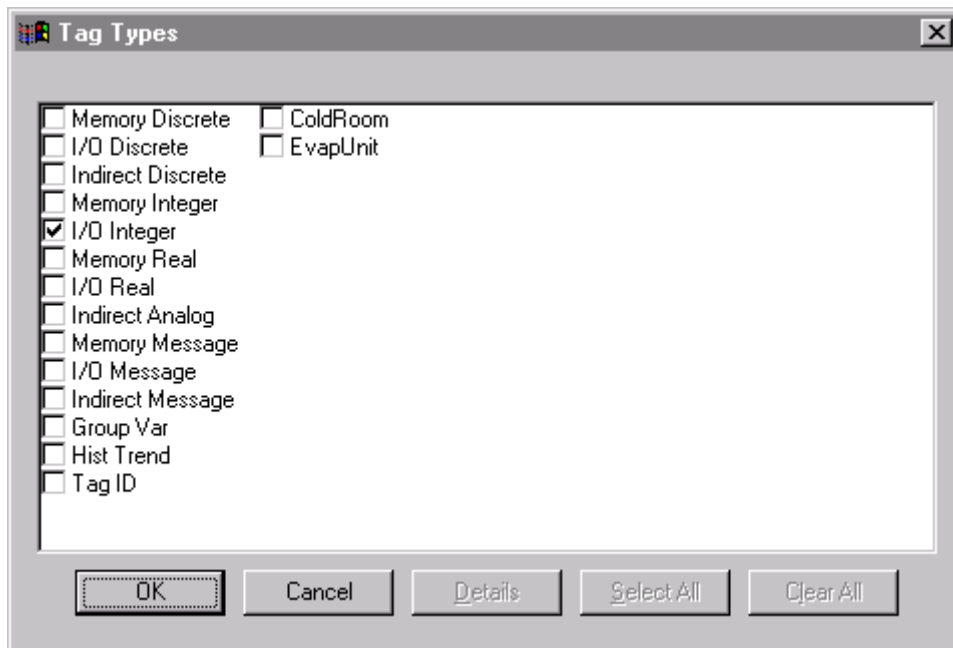 Tag Types
Memory Discrete
I/O Discrete
Indirect Discrete
Memory Integer
I/O Integer
Memory Real
I/O Real
Indirect Analog
Memory Message
I/O Message
Indirect Message
Group Var
Hist Trend
Tag ID
ColdRoom
EvapUnit
OK Cancel Details Select All Clear All